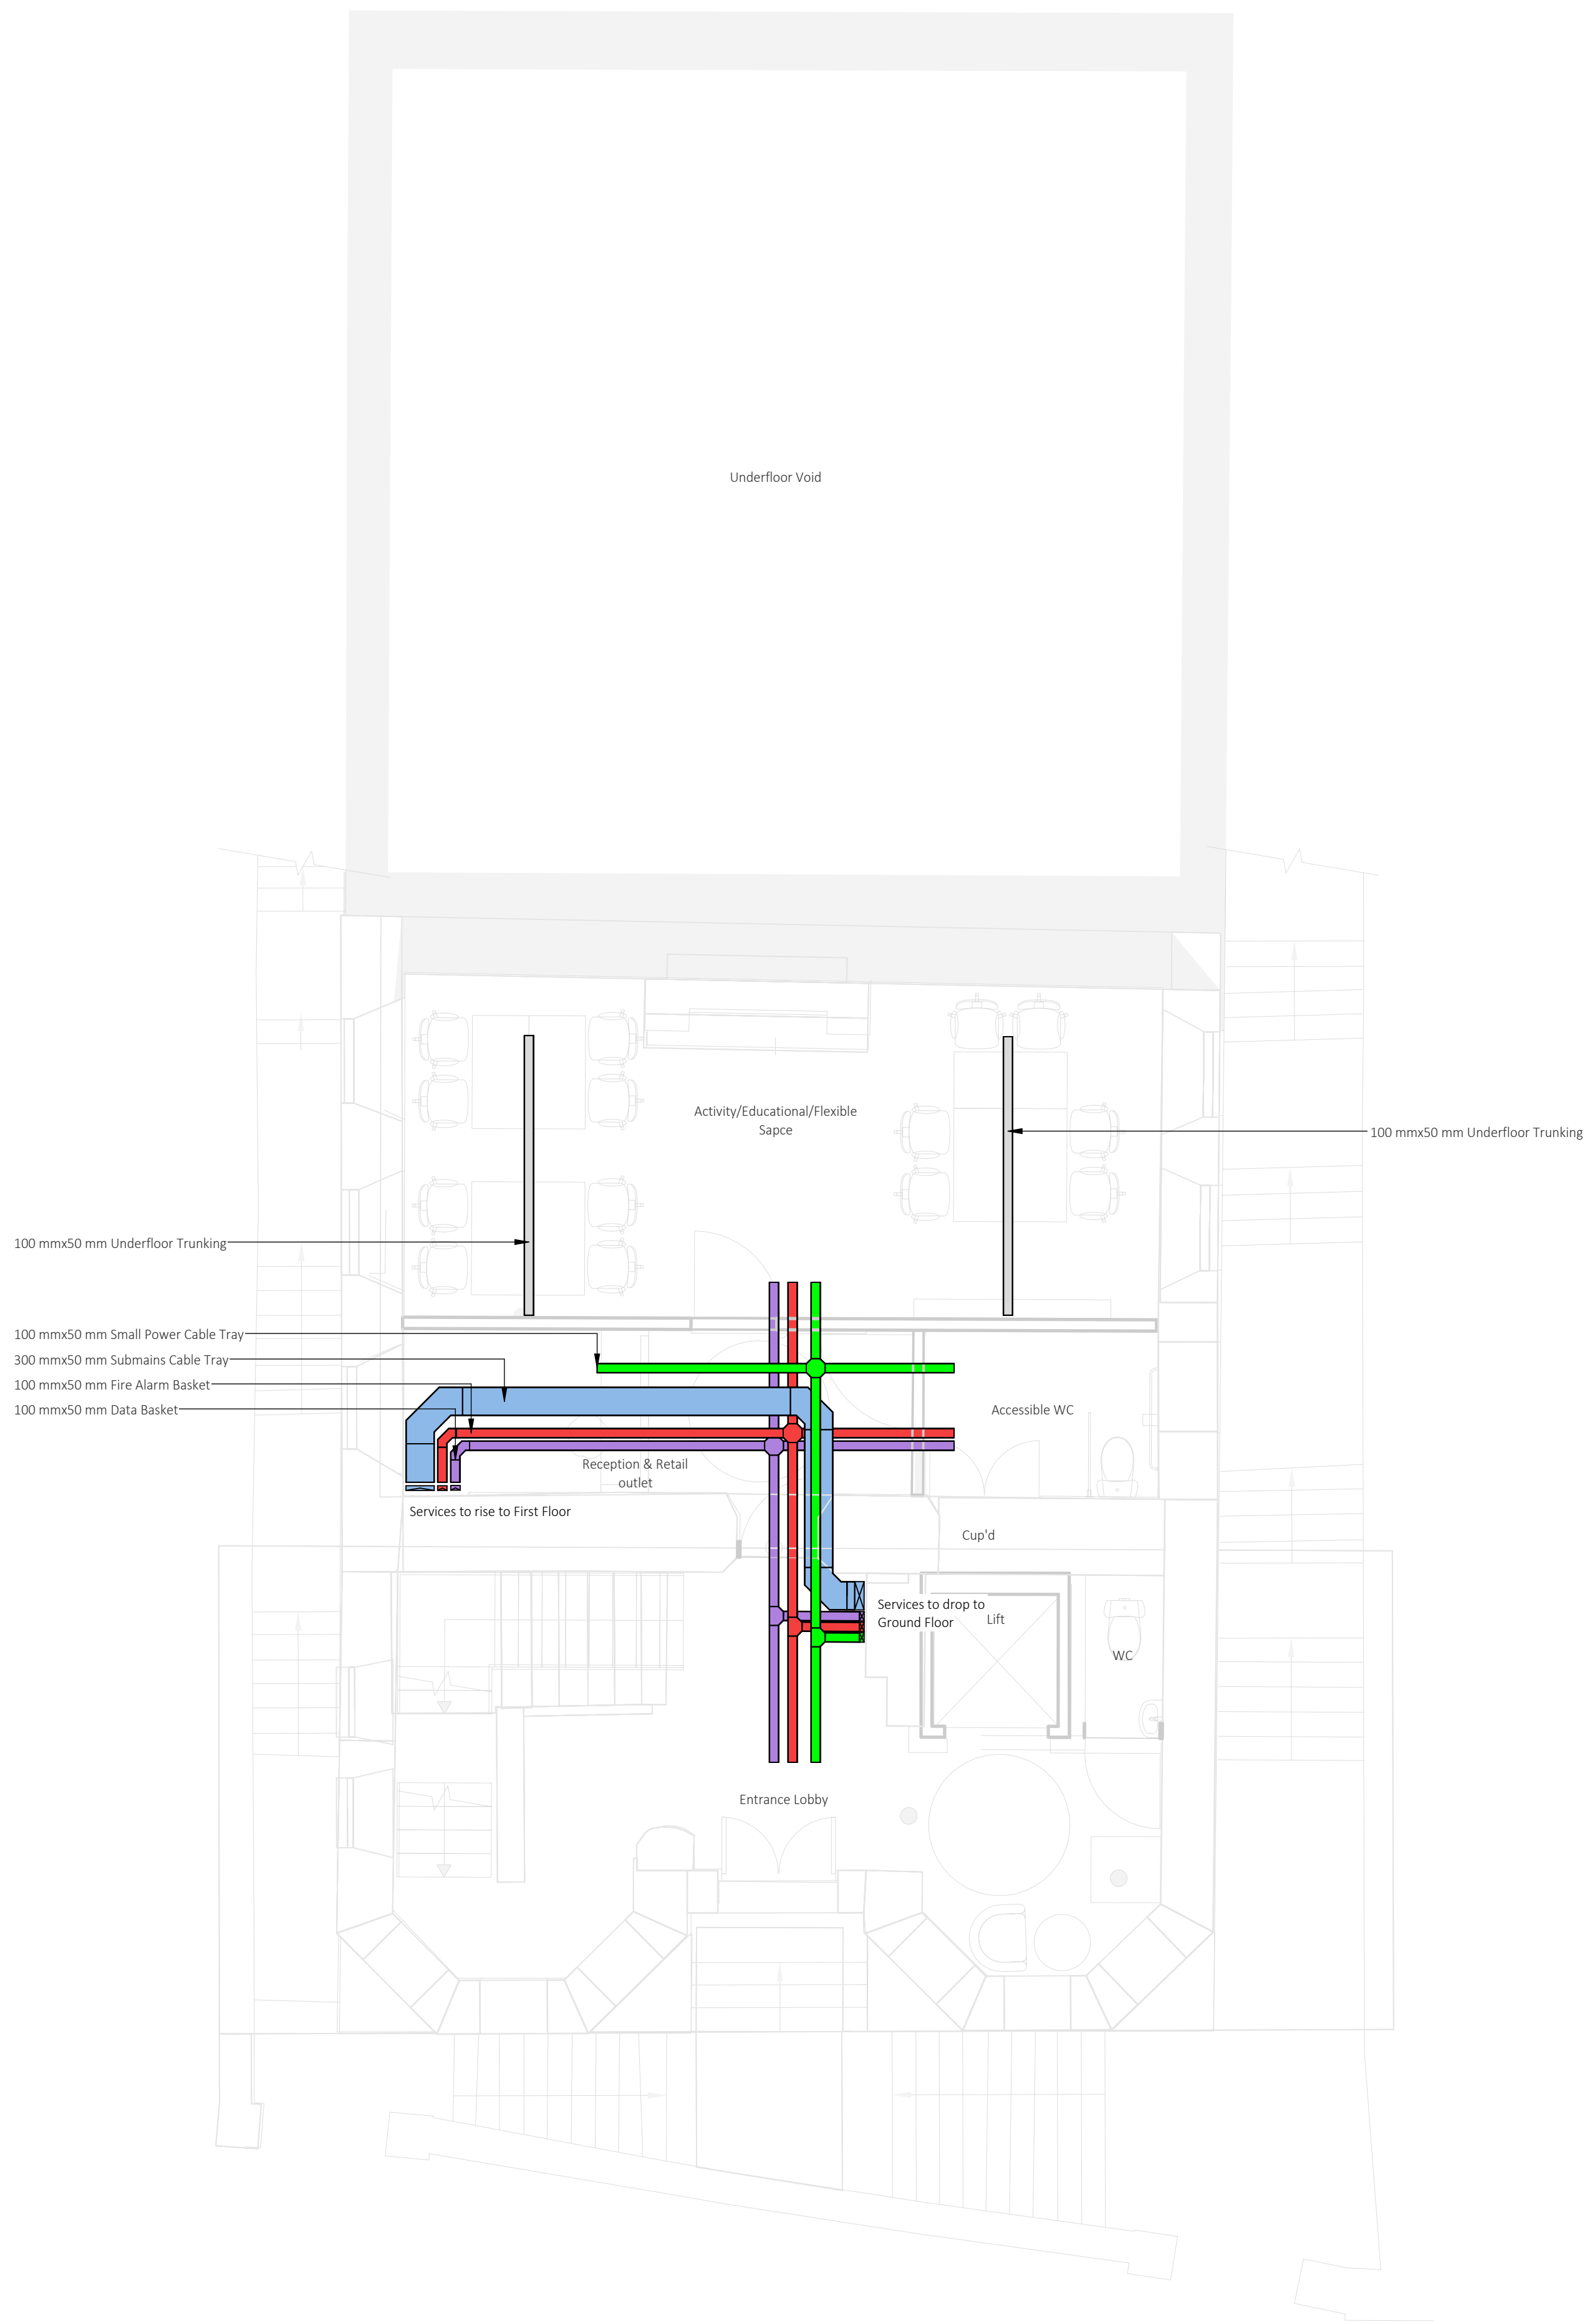 Underfloor Void
Activity/Educational/Flexible
Sapce
100 mmx50 mm Underfloor Trunking
100 mmx50 mm Underfloor Trunking
100 mmx50 mm Small Power Cable Tray
300 mmx50 mm Submains Cable Tray
100 mmx50 mm Fire Alarm Basket
100 mmx50 mm Data Basket
Accessible WC
Reception & Retail
outlet
Services to rise to First Floor
Cup'd
Services to drop to
Ground Floor
Lift
WC
Entrance Lobby